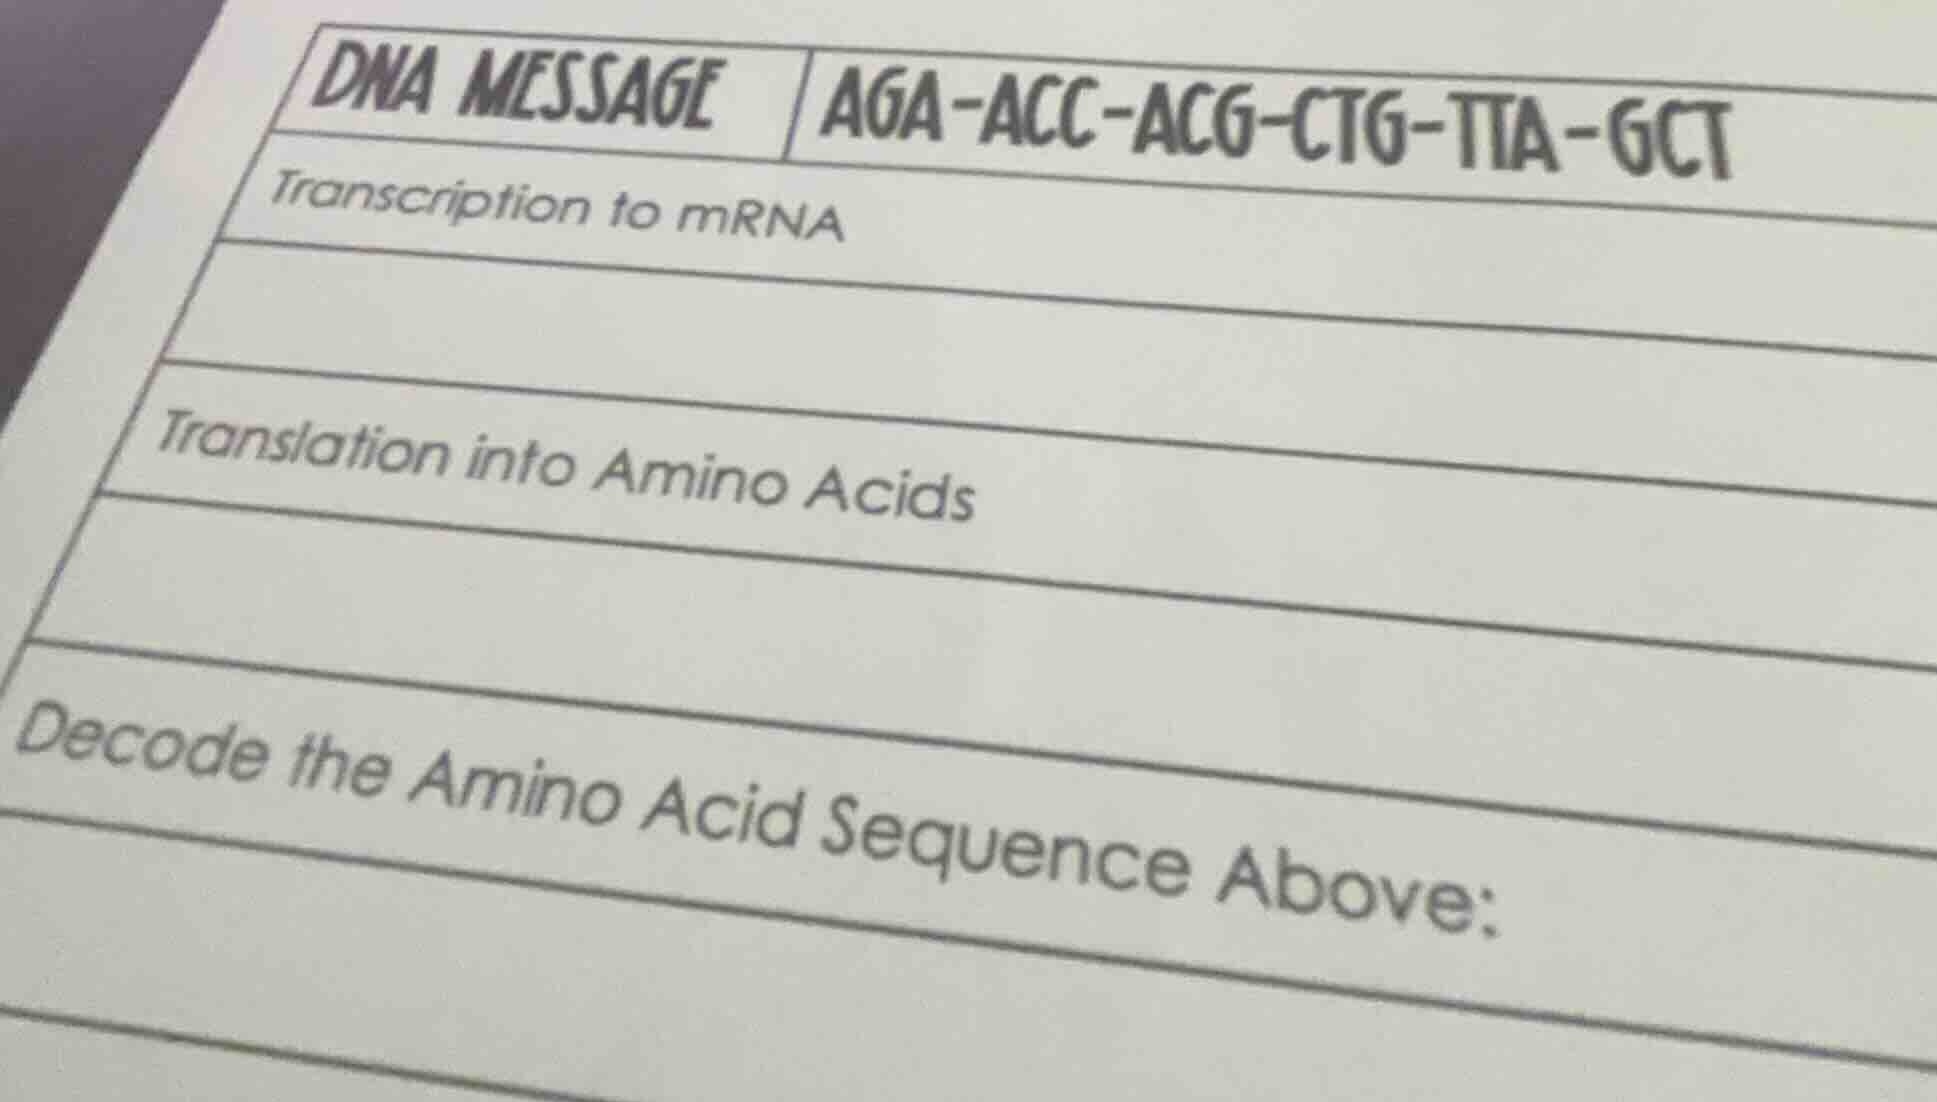 DNA MESSAGE AGA-ACC-ACG-CTG-TTA-GCT
Transcription to mRNA
Translation into Amino Acids
Decode the Amino Acid Sequence Above: